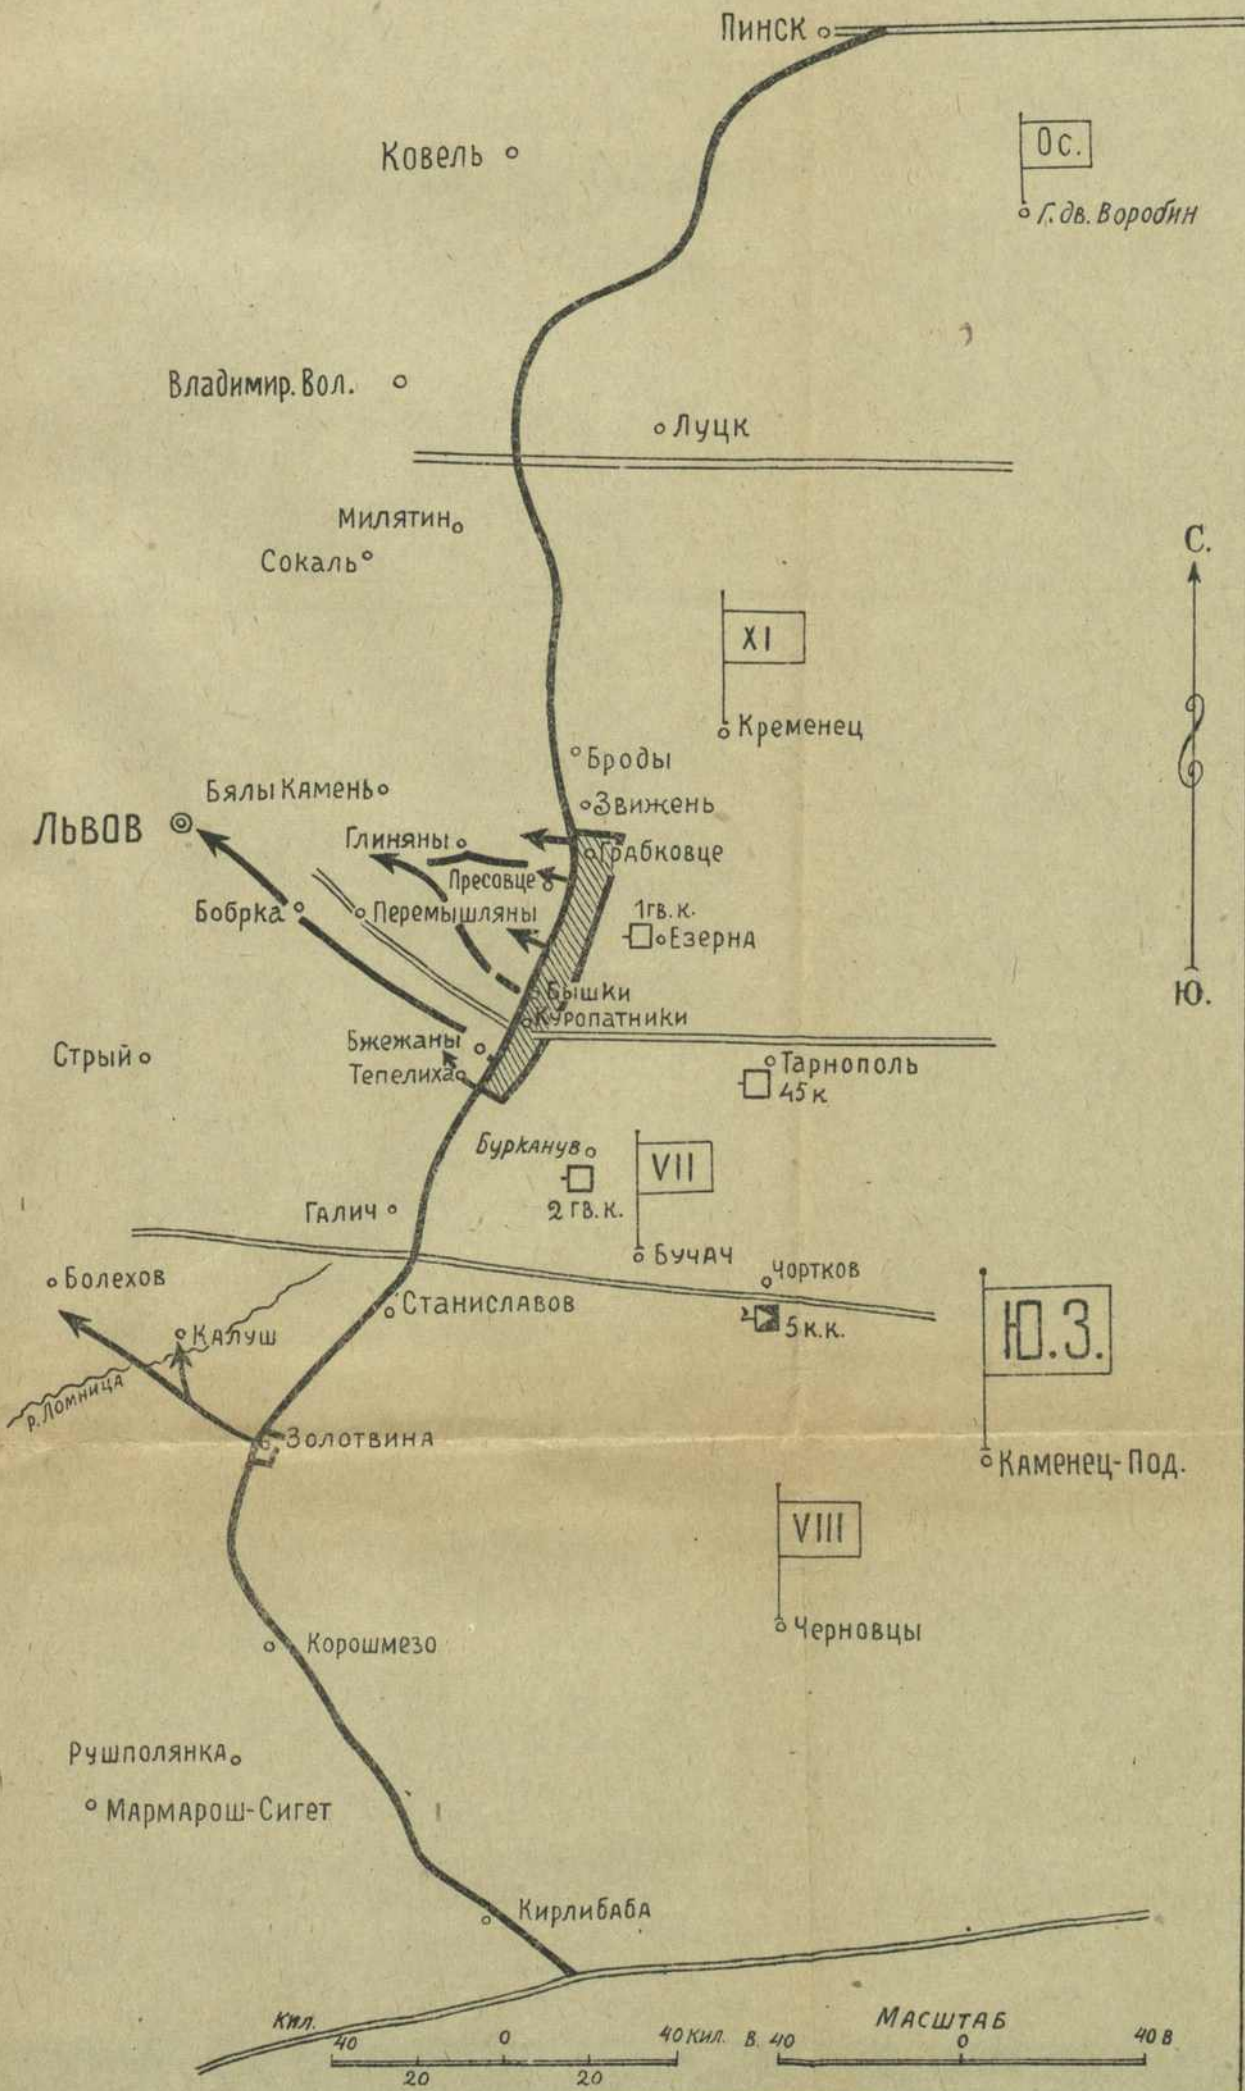 Пинск
Ос.
Ковель
Г. дв. Воробин
Владимир. Вол.
Луцк
Милятин
Сокаль
С.
XI
Кременец
Броды
Бялы Камень
Звижень
Львов
Глиняны
Грабковце
Пресовце
Бобрка
Перемышляны
1 гв. к.
Езерна
Бышки
Ю.
Куропатники
Бжежаны
Стрый
Тепелиха
Тарнополь
45 к
Бурканув
VII
2 гв. к.
Галич
Бучач
Чортков
Болехов
Станиславов
5 к. к.
Ю.З.
Калуш
р. Ломница
Золотвина
Каменец-Под.
VIII
Черновцы
Корошмезо
Рушполянка
Мармарош-Сигет
Кирлибаба
Масштаб
Кил. 40 0 40 кил. В. 40 0 40 В
20 20